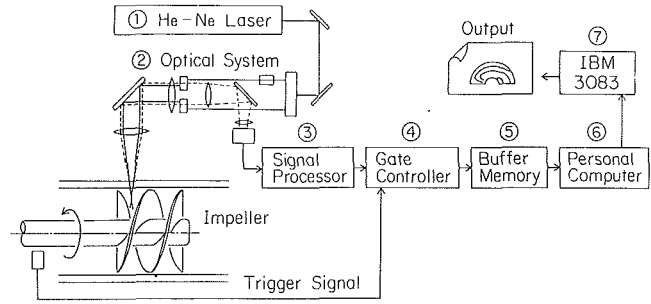 ① He-Ne Laser
② Optical System
Output
⑦
IBM
3083
③
Signal
Processor
④
Gate
Controller
⑤
Buffer
Memory
⑥
Personal
Computer
Impeller
Trigger Signal